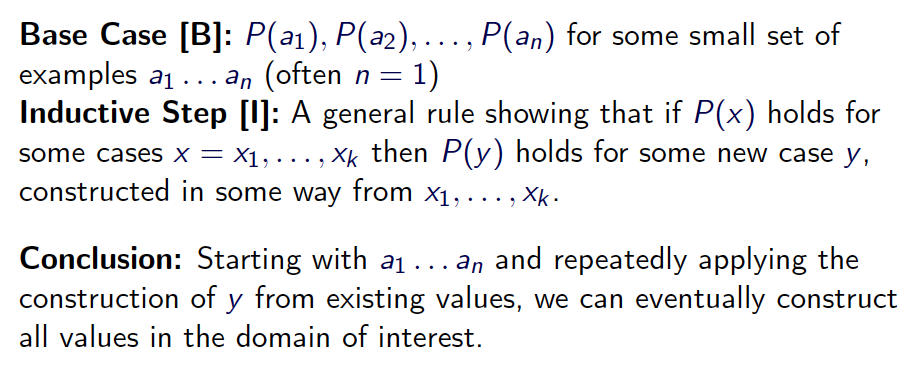 Base Case [B]: P(a₁), P(a₂), . . . , P(aₙ) for some small set of
examples a₁ . . . aₙ (often n = 1)
Inductive Step [I]: A general rule showing that if P(x) holds for
some cases x = x₁, . . . , xₖ then P(y) holds for some new case y,
constructed in some way from x₁, . . . , xₖ.
Conclusion: Starting with a₁ . . . aₙ and repeatedly applying the
construction of y from existing values, we can eventually construct
all values in the domain of interest.